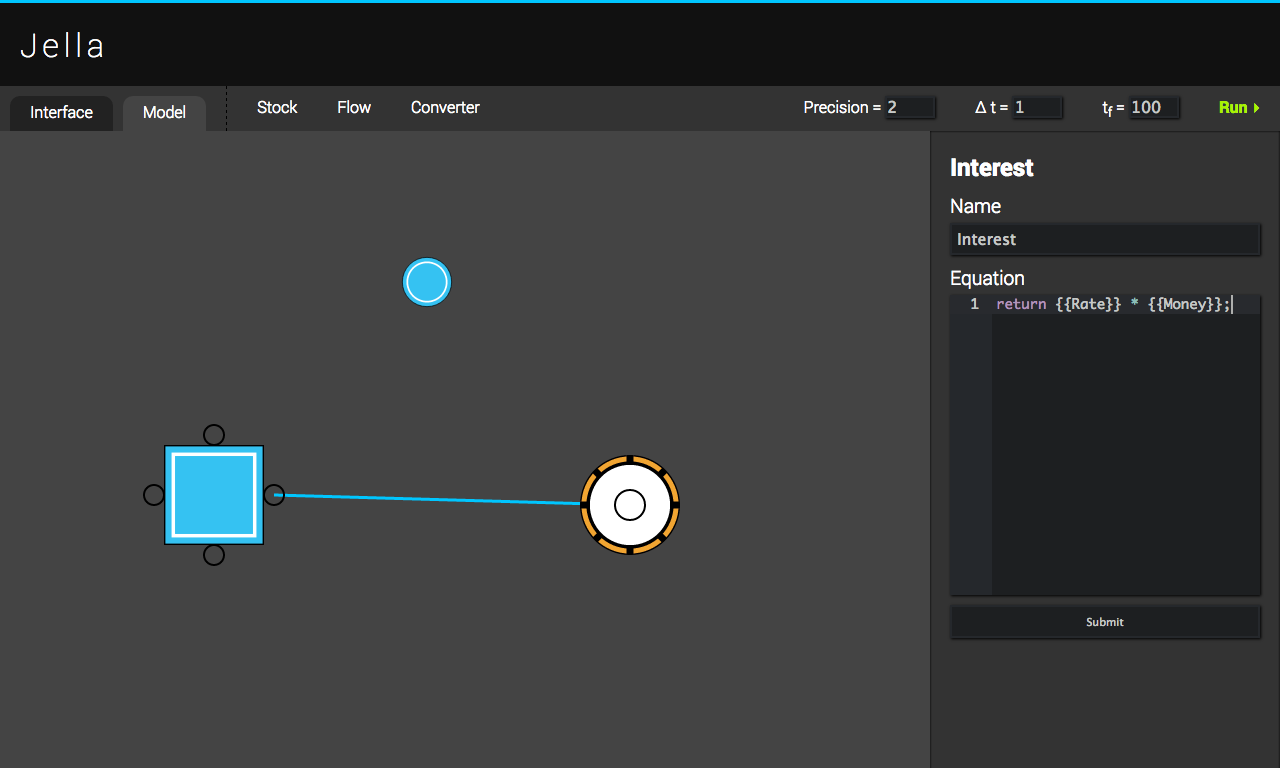 Jella
Interface Model Stock Flow Converter Precision = 2 Δ t = 1 tf = 100 Run
Interest
Name
Interest
Equation
1 return {{Rate}} * {{Money}};
Submit